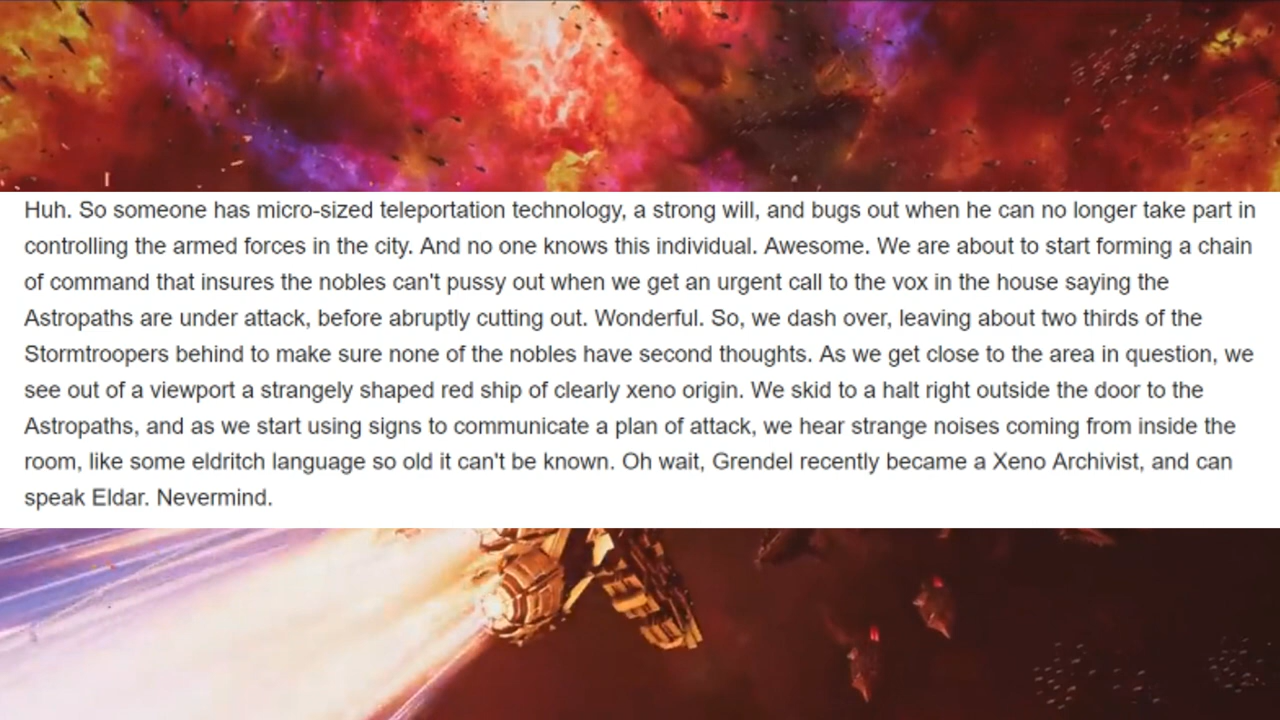 Huh. So someone has micro-sized teleportation technology, a strong will, and bugs out when he can no longer take part in
controlling the armed forces in the city. And no one knows this individual. Awesome. We are about to start forming a chain
of command that insures the nobles can't pussy out when we get an urgent call to the vox in the house saying the
Astropaths are under attack, before abruptly cutting out. Wonderful. So, we dash over, leaving about two thirds of the
Stormtroopers behind to make sure none of the nobles have second thoughts. As we get close to the area in question, we
see out of a viewport a strangely shaped red ship of clearly xeno origin. We skid to a halt right outside the door to the
Astropaths, and as we start using signs to communicate a plan of attack, we hear strange noises coming from inside the
room, like some eldritch language so old it can't be known. Oh wait, Grendel recently became a Xeno Archivist, and can
speak Eldar. Nevermind.